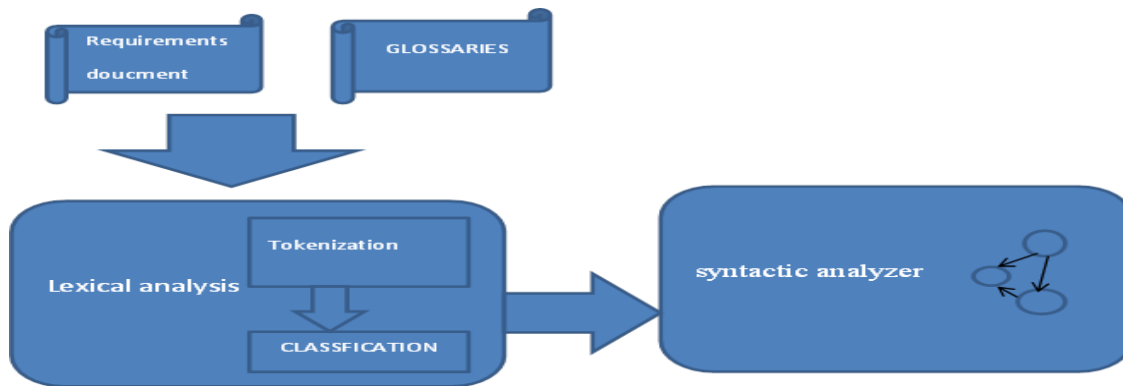 Requirements
doucment
GLOSSARIES
Tokenization
Lexical analysis
CLASSFICATION
syntactic analyzer